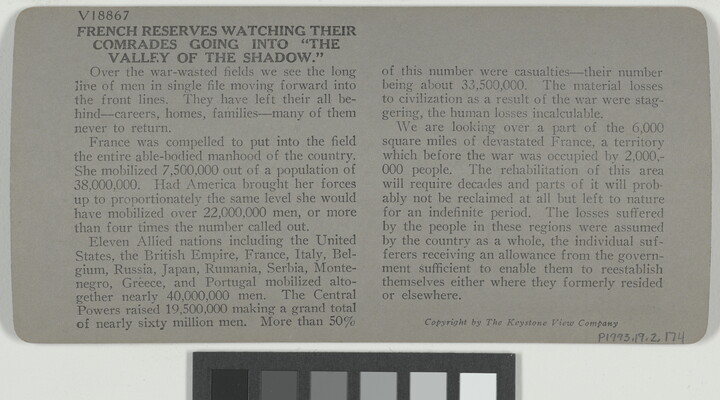 V18867
FRENCH RESERVES WATCHING THEIR
COMRADES GOING INTO "THE
VALLEY OF THE SHADOW."
Over the war-wasted fields we see the long
line of men in single file moving forward into
the front lines. They have left their all be-
hind—careers, homes, families—many of them
never to return.
France was compelled to put into the field
the entire able-bodied manhood of the country.
She mobilized 7,500,000 out of a population of
38,000,000. Had America brought her forces
up to proportionately the same level she would
have mobilized over 22,000,000 men, or more
than four times the number called out.
Eleven Allied nations including the United
States, the British Empire, France, Italy, Bel-
gium, Russia, Japan, Rumania, Serbia, Monte-
negro, Greece, and Portugal mobilized alto-
gether nearly 40,000,000 men. The Central
Powers raised 19,500,000 making a grand total
of nearly sixty million men. More than 50%
of this number were casualties—their number
being about 33,500,000. The material losses
to civilization as a result of the war were stag-
gering, the human losses incalculable.
We are looking over a part of the 6,000
square miles of devastated France, a territory
which before the war was occupied by 2,000,-
000 people. The rehabilitation of this area
will require decades and parts of it will prob-
ably not be reclaimed at all but left to nature
for an indefinite period. The losses suffered
by the people in these regions were assumed
by the country as a whole, the individual suf-
ferers receiving an allowance from the govern-
ment sufficient to enable them to reestablish
themselves either where they formerly resided
or elsewhere.
Copyright by The Keystone View Company
P1993.19.2.174